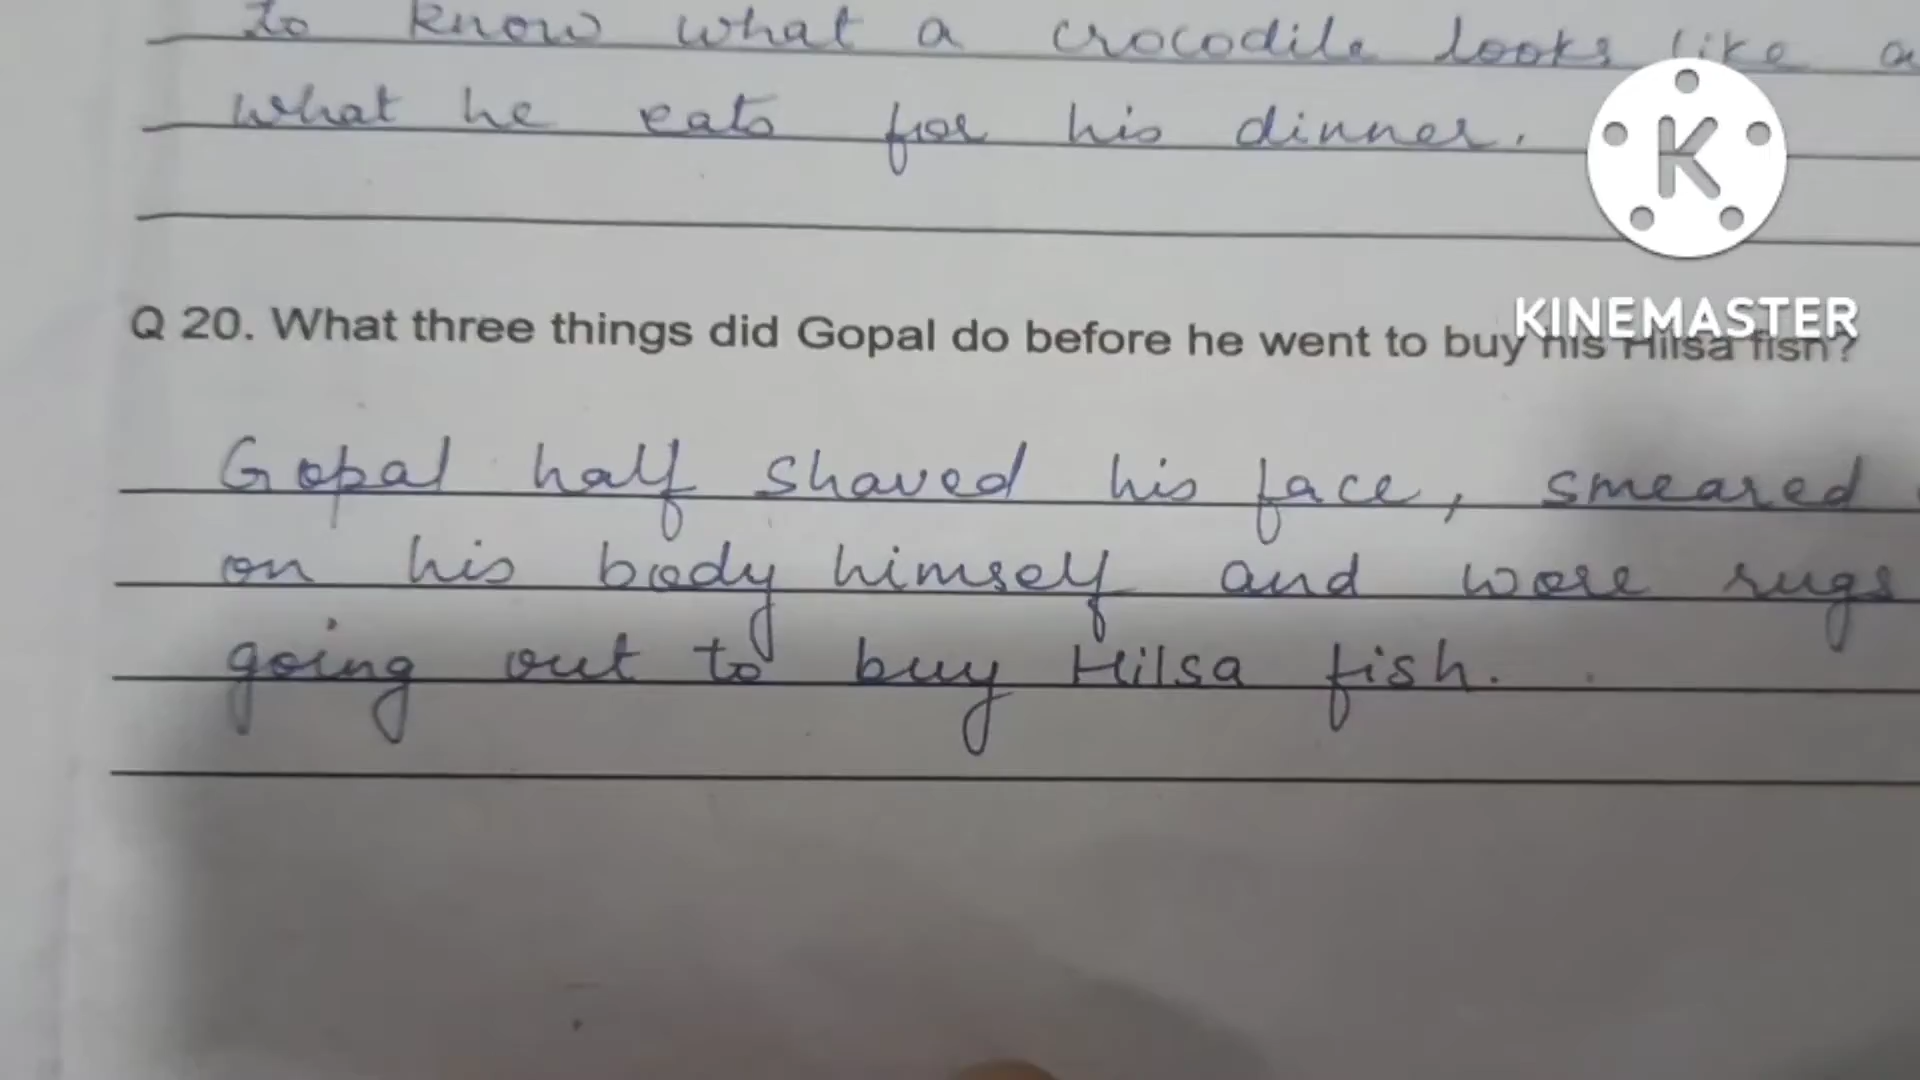 to know what a crocodile looks like a
what he eats for his dinner.
K
KINEMASTER
Q 20. What three things did Gopal do before he went to buy his Hilsa fish?
Gopal half shaved his face, smeared
on his body himself and wore rugs
going out to buy Hilsa fish.